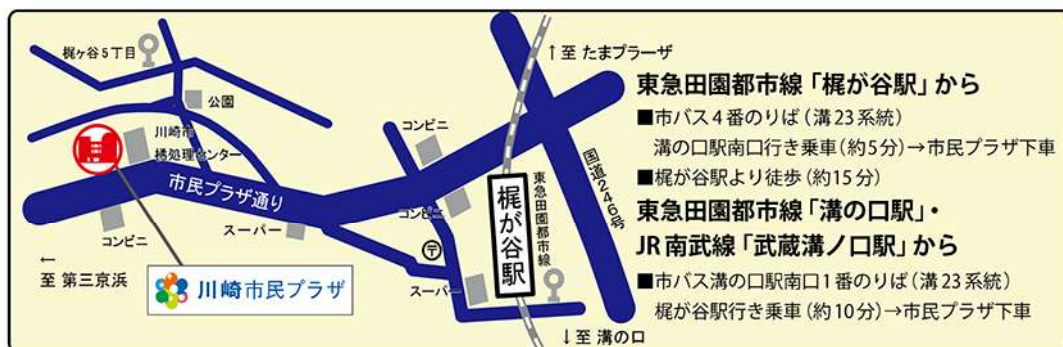 梶ヶ谷5丁目
公園
川崎市
橘処理センター
市民プラザ通り
コンビニ
← 至 第三京浜
川崎市民プラザ
スーパー
コンビニ
コンビニ
〒
スーパー
梶が谷駅
東急田園都市線
↑至 たまプラーザ
国道246号
↓至 溝の口
東急田園都市線「梶が谷駅」から
■市バス4番のりば(溝23系統)
溝の口駅南口行き乗車(約5分)→市民プラザ下車
■梶が谷駅より徒歩(約15分)
東急田園都市線「溝の口駅」・
JR南武線「武蔵溝ノ口駅」から
■市バス溝の口駅南口1番のりば(溝23系統)
梶が谷駅行き乗車(約10分)→市民プラザ下車